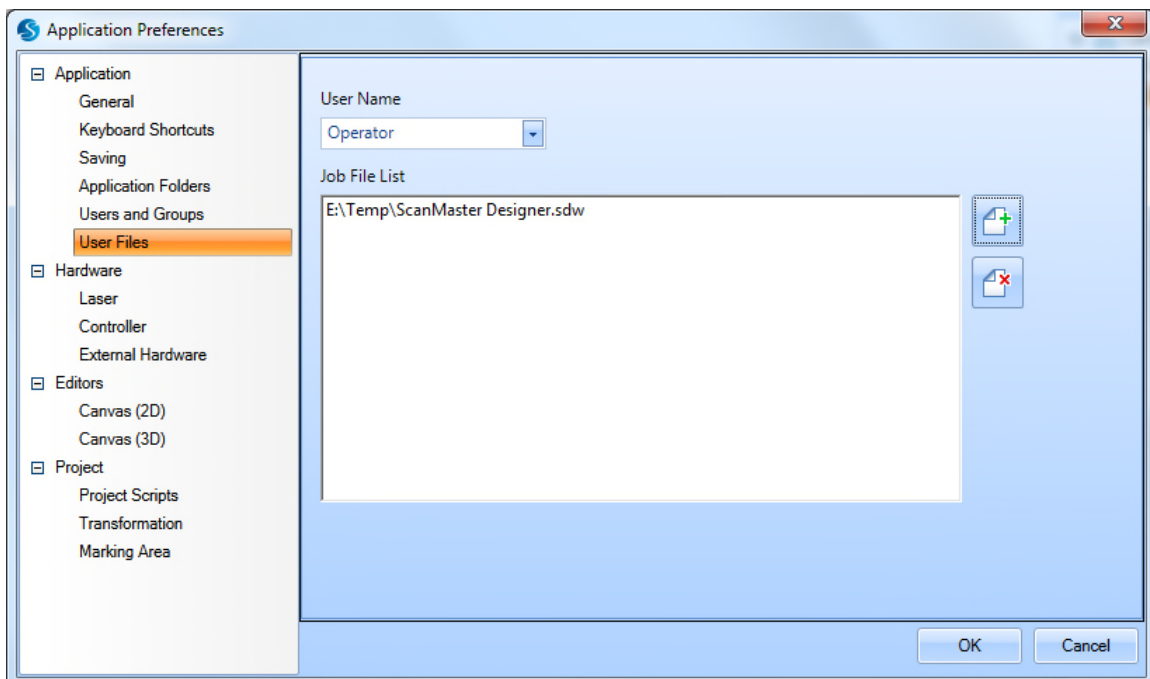 Application Preferences
Application
General
Keyboard Shortcuts
Saving
Application Folders
Users and Groups
User Files
Hardware
Laser
Controller
External Hardware
Editors
Canvas (2D)
Canvas (3D)
Project
Project Scripts
Transformation
Marking Area
User Name
Operator
Job File List
E:\Temp\ScanMaster Designer.sdw
OK
Cancel